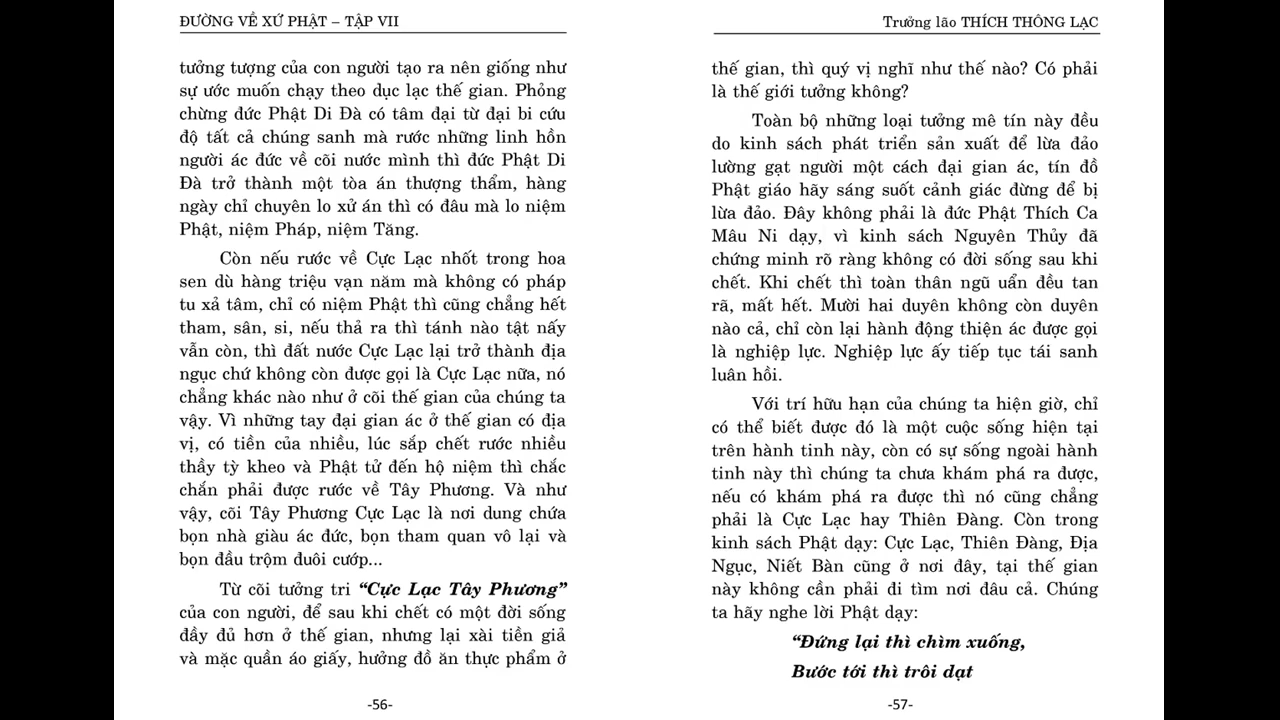 ĐƯỜNG VỀ XỨ PHẬT – TẬP VII
tưởng tượng của con người tạo ra nên giống như
sự ước muốn chạy theo dục lạc thế gian. Phỏng
chừng đức Phật Di Đà có tâm đại từ đại bi cứu
độ tất cả chúng sanh mà rước những linh hồn
người ác đức về cõi nước mình thì đức Phật Di
Đà trở thành một tòa án thượng thẩm, hàng
ngày chỉ chuyên lo xử án thì có đâu mà lo niệm
Phật, niệm Pháp, niệm Tăng.
Còn nếu rước về Cực Lạc nhốt trong hoa
sen dù hàng triệu vạn năm mà không có pháp
tu xả tâm, chỉ có niệm Phật thì cũng chẳng hết
tham, sân, si, nếu thả ra thì tánh nào tật nấy
vẫn còn, thì đất nước Cực Lạc lại trở thành địa
ngục chứ không còn được gọi là Cực Lạc nữa, nó
chẳng khác nào như ở cõi thế gian của chúng ta
vậy. Vì những tay đại gian ác ở thế gian có địa
vị, có tiền của nhiều, lúc sắp chết rước nhiều
thầy tỳ kheo và Phật tử đến hộ niệm thì chắc
chắn phải được rước về Tây Phương. Và như
vậy, cõi Tây Phương Cực Lạc là nơi dung chứa
bọn nhà giàu ác đức, bọn tham quan vô lại và
bọn đầu trộm đuôi cướp...
Từ cõi tưởng tri “Cực Lạc Tây Phương”
của con người, để sau khi chết có một đời sống
đầy đủ hơn ở thế gian, nhưng lại xài tiền giả
và mặc quần áo giấy, hưởng đồ ăn thực phẩm ở
-56-
Trưởng lão THÍCH THÔNG LẠC
thế gian, thì quý vị nghĩ như thế nào? Có phải
là thế giới tưởng không?
Toàn bộ những loại tưởng mê tín này đều
do kinh sách phát triển sản xuất để lừa đảo
lường gạt người một cách đại gian ác, tín đồ
Phật giáo hãy sáng suốt cảnh giác đừng để bị
lừa đảo. Đây không phải là đức Phật Thích Ca
Mâu Ni dạy, vì kinh sách Nguyên Thủy đã
chứng minh rõ ràng không có đời sống sau khi
chết. Khi chết thì toàn thân ngũ uẩn đều tan
rã, mất hết. Mười hai duyên không còn duyên
nào cả, chỉ còn lại hành động thiện ác được gọi
là nghiệp lực. Nghiệp lực ấy tiếp tục tái sanh
luân hồi.
Với trí hữu hạn của chúng ta hiện giờ, chỉ
có thể biết được đó là một cuộc sống hiện tại
trên hành tinh này, còn có sự sống ngoài hành
tinh này thì chúng ta chưa khám phá ra được,
nếu có khám phá ra được thì nó cũng chẳng
phải là Cực Lạc hay Thiên Đàng. Còn trong
kinh sách Phật dạy: Cực Lạc, Thiên Đàng, Địa
Ngục, Niết Bàn cũng ở nơi đây, tại thế gian
này không cần phải đi tìm nơi đâu cả. Chúng
ta hãy nghe lời Phật dạy:
“Đứng lại thì chìm xuống,
Bước tới thì trôi dạt
-57-